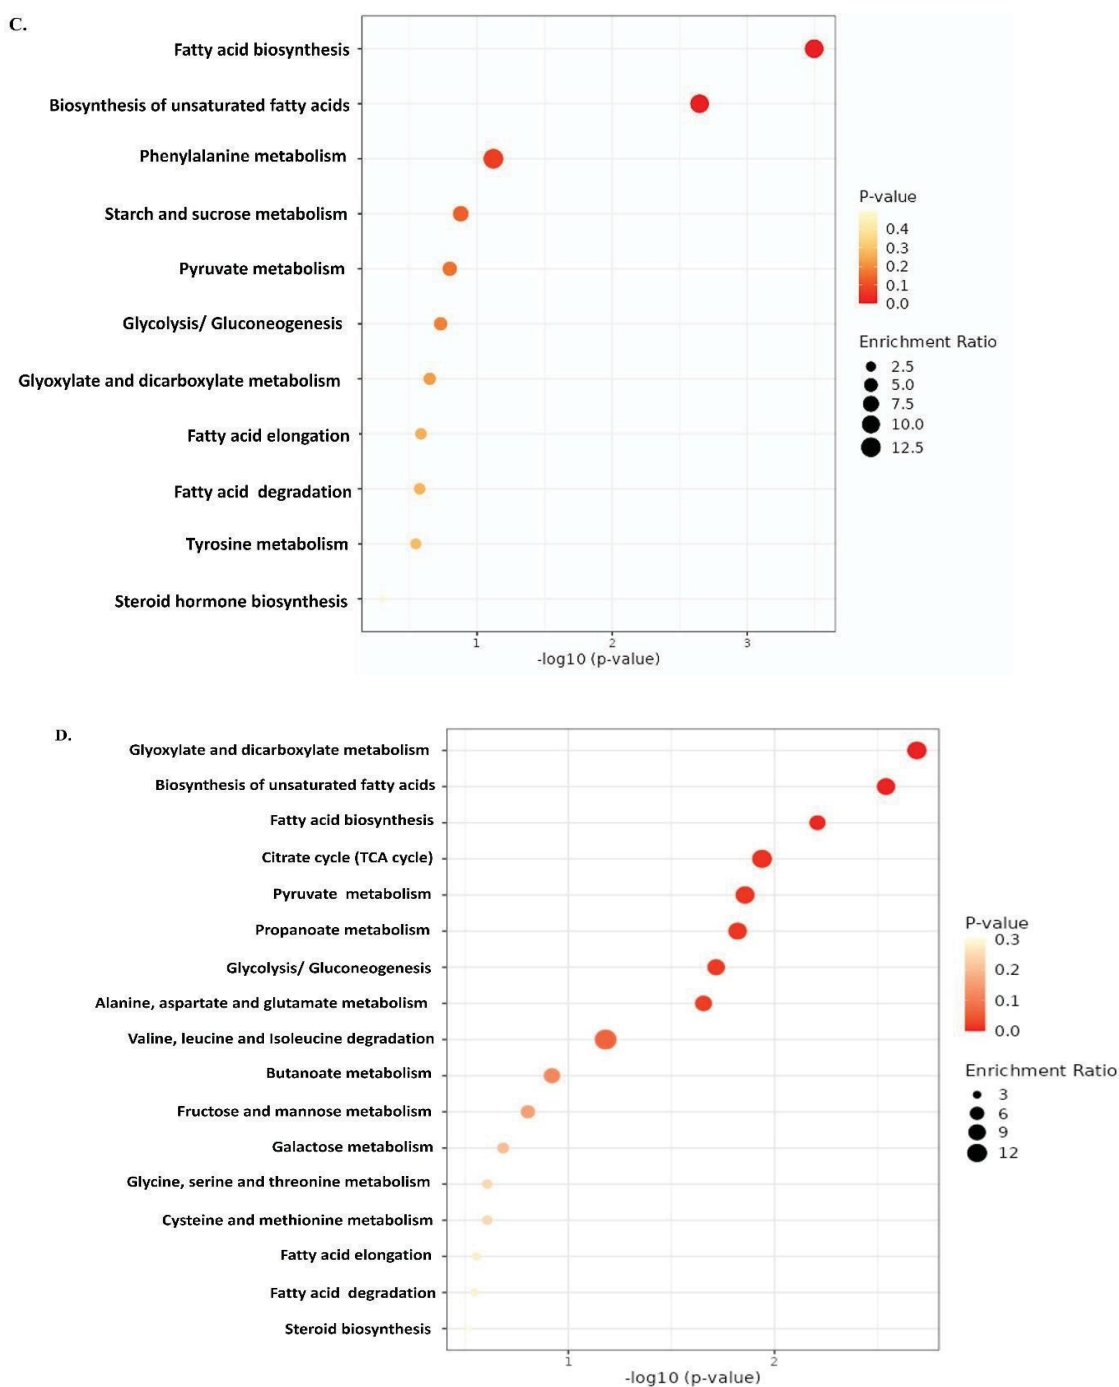 C.
Fatty acid biosynthesis
Biosynthesis of unsaturated fatty acids
Phenylalanine metabolism
Starch and sucrose metabolism
Pyruvate metabolism
Glycolysis/ Gluconeogenesis
Glyoxylate and dicarboxylate metabolism
Fatty acid elongation
Fatty acid  degradation
Tyrosine metabolism
Steroid hormone biosynthesis
1 2 3
-log10 (p-value)
P-value
0.4
0.3
0.2
0.1
0.0
Enrichment Ratio
2.5
5.0
7.5
10.0
12.5
D.
Glyoxylate and dicarboxylate metabolism
Biosynthesis of unsaturated fatty acids
Fatty acid biosynthesis
Citrate cycle (TCA cycle)
Pyruvate  metabolism
Propanoate metabolism
Glycolysis/ Gluconeogenesis
Alanine, aspartate and glutamate metabolism
Valine, leucine and Isoleucine degradation
Butanoate metabolism
Fructose and mannose metabolism
Galactose metabolism
Glycine, serine and threonine metabolism
Cysteine and methionine metabolism
Fatty acid elongation
Fatty acid  degradation
Steroid biosynthesis
1 2
-log10 (p-value)
P-value
0.3
0.2
0.1
0.0
Enrichment Ratio
3
6
9
12